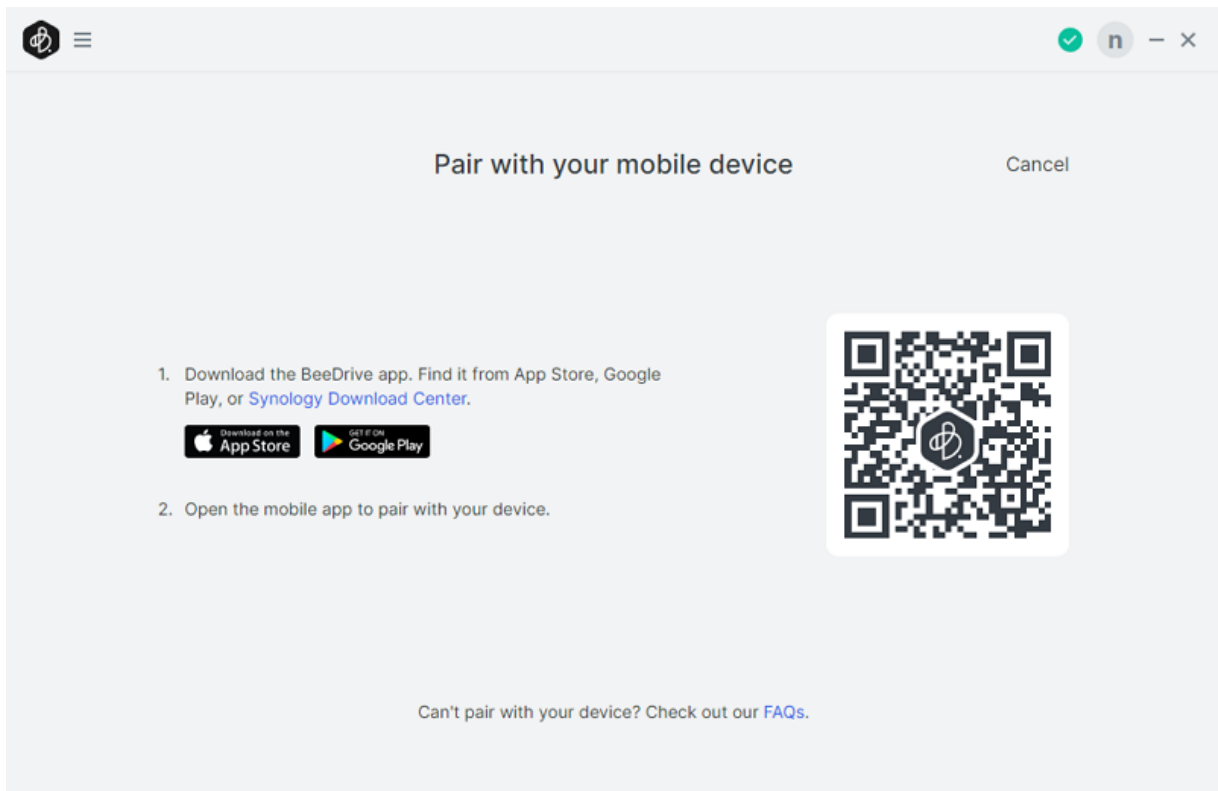 n
Pair with your mobile device
Cancel
1. Download the BeeDrive app. Find it from App Store, Google
Play, or Synology Download Center.
Download on the
App Store
GET IT ON
Google Play
2. Open the mobile app to pair with your device.
Can't pair with your device? Check out our FAQs.